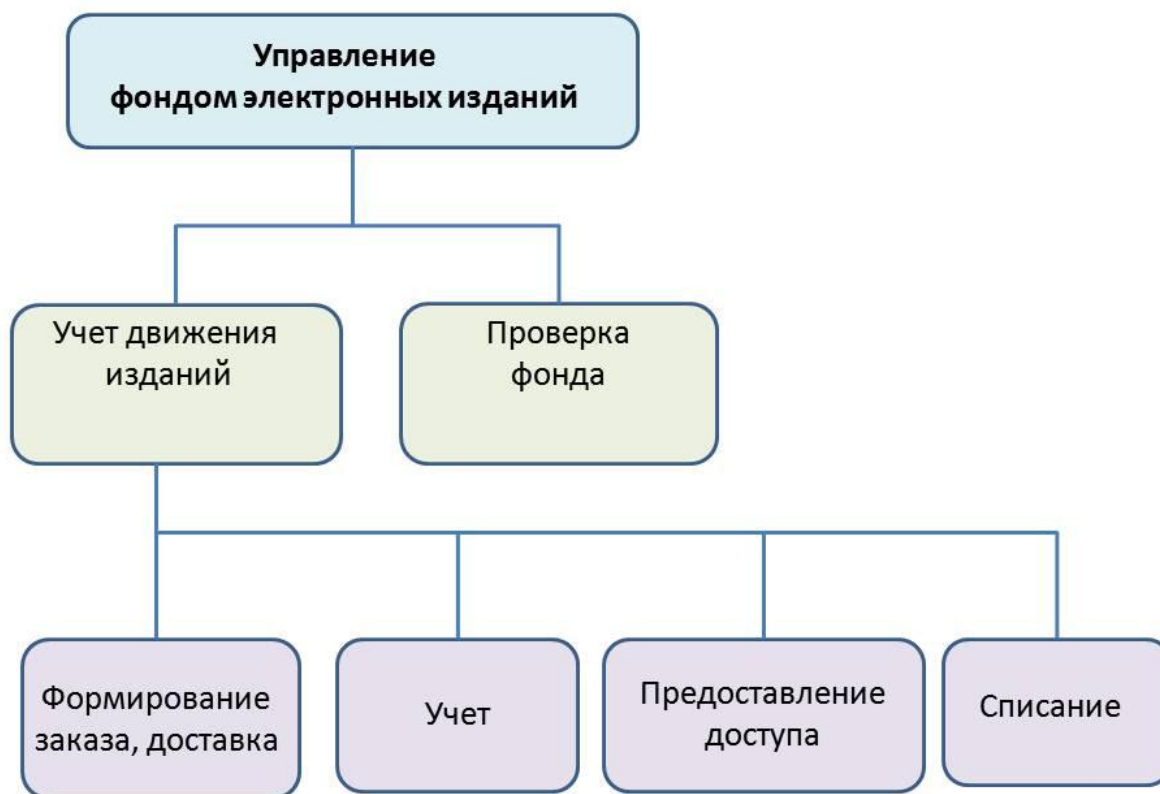 Управление
фондом электронных изданий
Учет движения
изданий
Проверка
фонда
Формирование
заказа, доставка
Учет
Предоставление
доступа
Списание